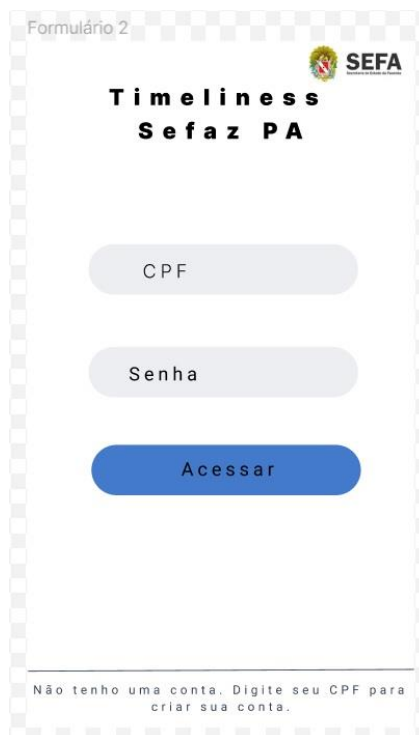 Formulário 2
SEFA
Timeliness
Sefaz PA
CPF
Senha
Acessar
Não tenho uma conta. Digite seu CPF para
criar sua conta.